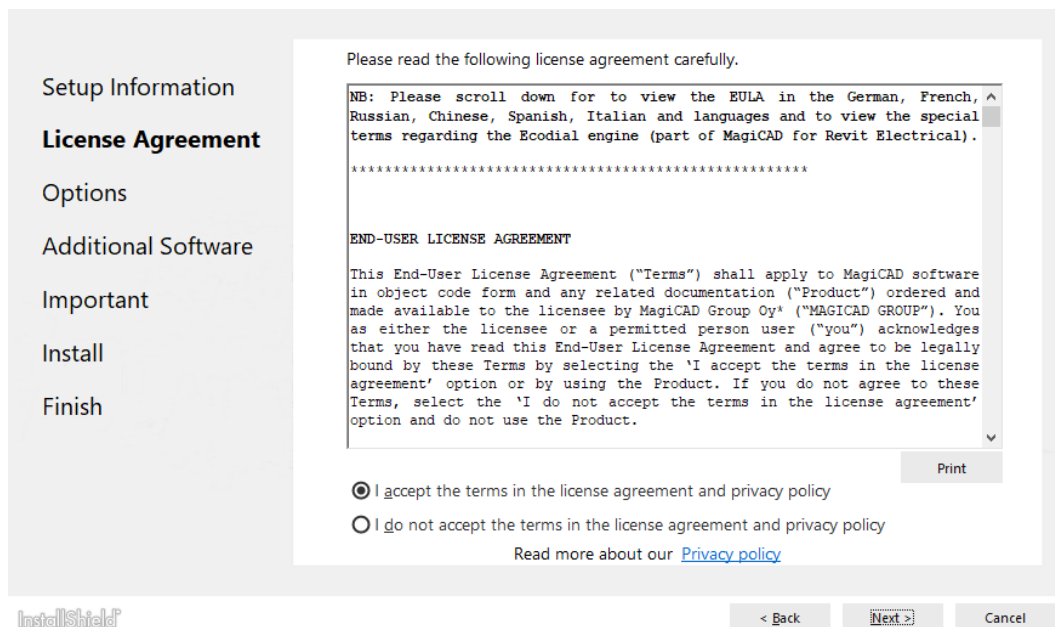 Please read the following license agreement carefully.
Setup Information
License Agreement
Options
Additional Software
Important
Install
Finish
NB: Please scroll down for to view the EULA in the German, French,
Russian, Chinese, Spanish, Italian and languages and to view the special
terms regarding the Ecodial engine (part of MagiCAD for Revit Electrical).
******************************************************
END-USER LICENSE AGREEMENT
This End-User License Agreement (“Terms”) shall apply to MagiCAD software
in object code form and any related documentation (“Product”) ordered and
made available to the licensee by MagiCAD Group Oy* (“MAGICAD GROUP”). You
as either the licensee or a permitted person user (“you”) acknowledges
that you have read this End-User License Agreement and agree to be legally
bound by these Terms by selecting the ‘I accept the terms in the license
agreement’ option or by using the Product. If you do not agree to these
Terms, select the ‘I do not accept the terms in the license agreement’
option and do not use the Product.
Print
I accept the terms in the license agreement and privacy policy
I do not accept the terms in the license agreement and privacy policy
Read more about our Privacy policy
InstallShield
< Back
Next >
Cancel